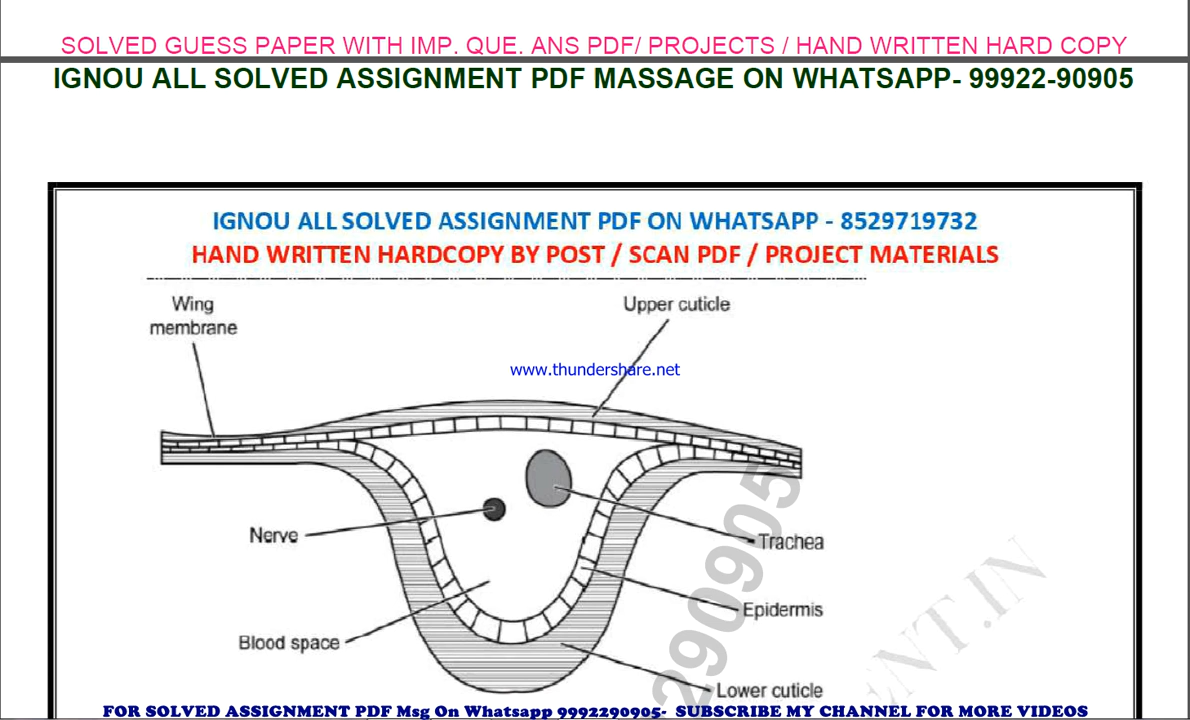 SOLVED GUESS PAPER WITH IMP. QUE. ANS PDF/ PROJECTS / HAND WRITTEN HARD COPY
IGNOU ALL SOLVED ASSIGNMENT PDF MASSAGE ON WHATSAPP- 99922-90905
IGNOU ALL SOLVED ASSIGNMENT PDF ON WHATSAPP - 8529719732
HAND WRITTEN HARDCOPY BY POST / SCAN PDF / PROJECT MATERIALS
Wing
membrane
Upper cuticle
www.thundershare.net
Nerve
Trachea
Epidermis
Blood space
Lower cuticle
290905
ENT.IN
FOR SOLVED ASSIGNMENT PDF Msg On Whatsapp 9992290905- SUBSCRIBE MY CHANNEL FOR MORE VIDEOS